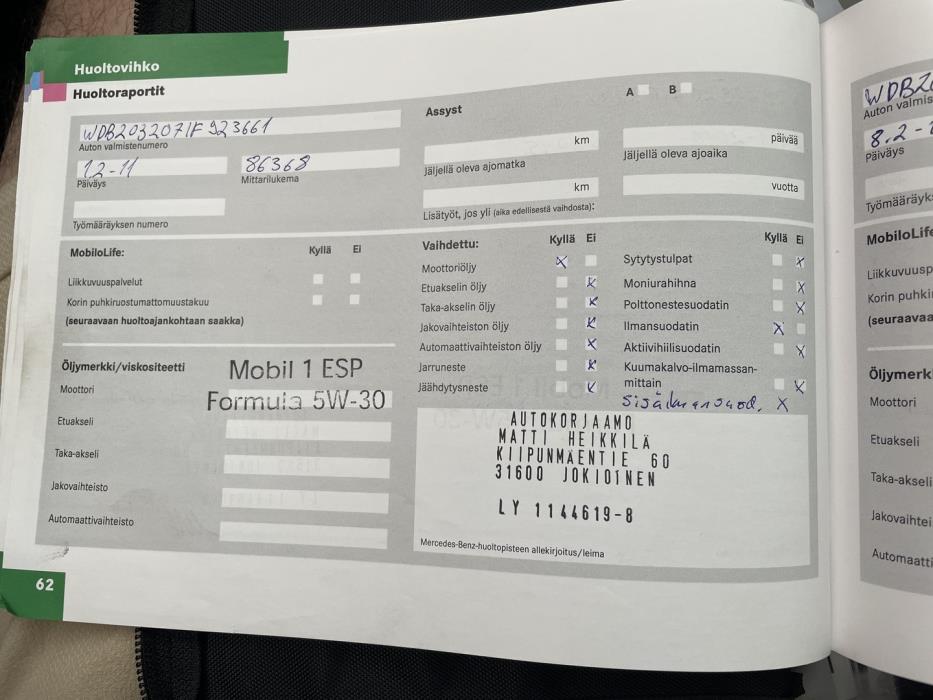 Huoltovihko
Huoltoraportit
WDB2032071F923661
Auton valmistenumero
12-11
86368
Päiväys
Mittarilukema
Työmääräyksen numero
Assyst
A
B
km
päivää
Jäljellä oleva ajomatka
Jäljellä oleva ajoaika
km
vuotta
Lisätyöt, jos yli (aika edellisestä vaihdosta):
MobiloLife:
Kyllä
Ei
Liikkuvuuspalvelut
Korin puhkiruostumattomuustakuu
(seuraavaan huoltoajankohtaan saakka)
Vaihdettu:
Kyllä
Ei
Moottoriöljy
X
Etuakselin öljy
X
Taka-akselin öljy
X
Jakovaihteiston öljy
X
Automaattivaihteiston öljy
X
Jarruneste
X
Jäähdytysneste
X
Kyllä
Ei
Sytytystulpat
X
Moniurahihna
X
Polttonestesuodatin
X
Ilmansuodatin
X
Aktiivihiilisuodatin
X
Kuumakalvo-ilmamassan-
mittain
X
sisäilmansuod. X
Öljymerkki/viskositeetti
Mobil 1 ESP
Moottori
Formula 5W-30
Etuakseli
Taka-akseli
Jakovaihteisto
Automaattivaihteisto
AUTOKORJAAMO
MATTI HEIKKILÄ
KIIPUNMÄENTIE 60
31600 JOKIOINEN
LY 1144619-8
Mercedes-Benz-huoltopisteen allekirjoitus/leima
62
WDB2
Auton valmis
8.2-
Päiväys
Työmääräyks
MobiloLife
Liikkuvuusp
Korin puhki
(seuraavaa
Öljymerk
Moottori
Etuakseli
Taka-aksel
Jakovaihtei
Automaatti